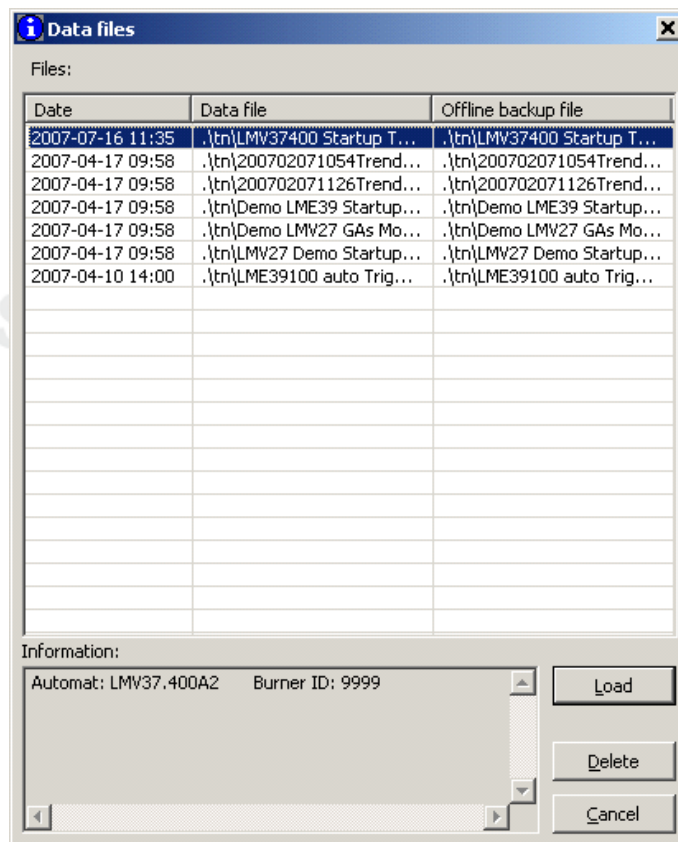 Data files
Files:
Date Data file Offline backup file
2007-07-16 11:35 .\tn\LMV37400 Startup T... .\tn\LMV37400 Startup T...
2007-04-17 09:58 .\tn\200702071054Trend... .\tn\200702071054Trend...
2007-04-17 09:58 .\tn\200702071126Trend... .\tn\200702071126Trend...
2007-04-17 09:58 .\tn\Demo LME39 Startup... .\tn\Demo LME39 Startup...
2007-04-17 09:58 .\tn\Demo LMV27 GAs Mo... .\tn\Demo LMV27 GAs Mo...
2007-04-17 09:58 .\tn\LMV27 Demo Startup... .\tn\LMV27 Demo Startup...
2007-04-10 14:00 .\tn\LME39100 auto Trig... .\tn\LME39100 auto Trig...
Information:
Automat: LMV37.400A2 Burner ID: 9999
Load
Delete
Cancel